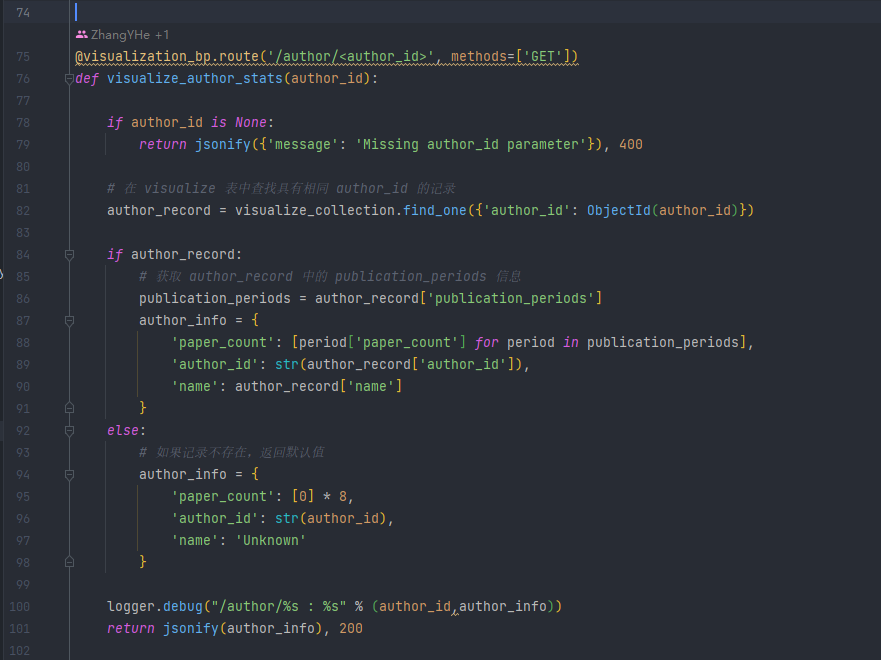 74
ZhangYHe +1
75 @visualization_bp.route('/author/<author_id>', methods=['GET'])
76 def visualize_author_stats(author_id):
77
78 if author_id is None:
79 return jsonify({'message': 'Missing author_id parameter'}), 400
80
81 # 在 visualize 表中查找具有相同 author_id 的记录
82 author_record = visualize_collection.find_one({'author_id': ObjectId(author_id)})
83
84 if author_record:
85 # 获取 author_record 中的 publication_periods 信息
86 publication_periods = author_record['publication_periods']
87 author_info = {
88 'paper_count': [period['paper_count'] for period in publication_periods],
89 'author_id': str(author_record['author_id']),
90 'name': author_record['name']
91 }
92 else:
93 # 如果记录不存在，返回默认值
94 author_info = {
95 'paper_count': [0] * 8,
96 'author_id': str(author_id),
97 'name': 'Unknown'
98 }
99
100 logger.debug("/author/%s : %s" % (author_id,author_info))
101 return jsonify(author_info), 200
102